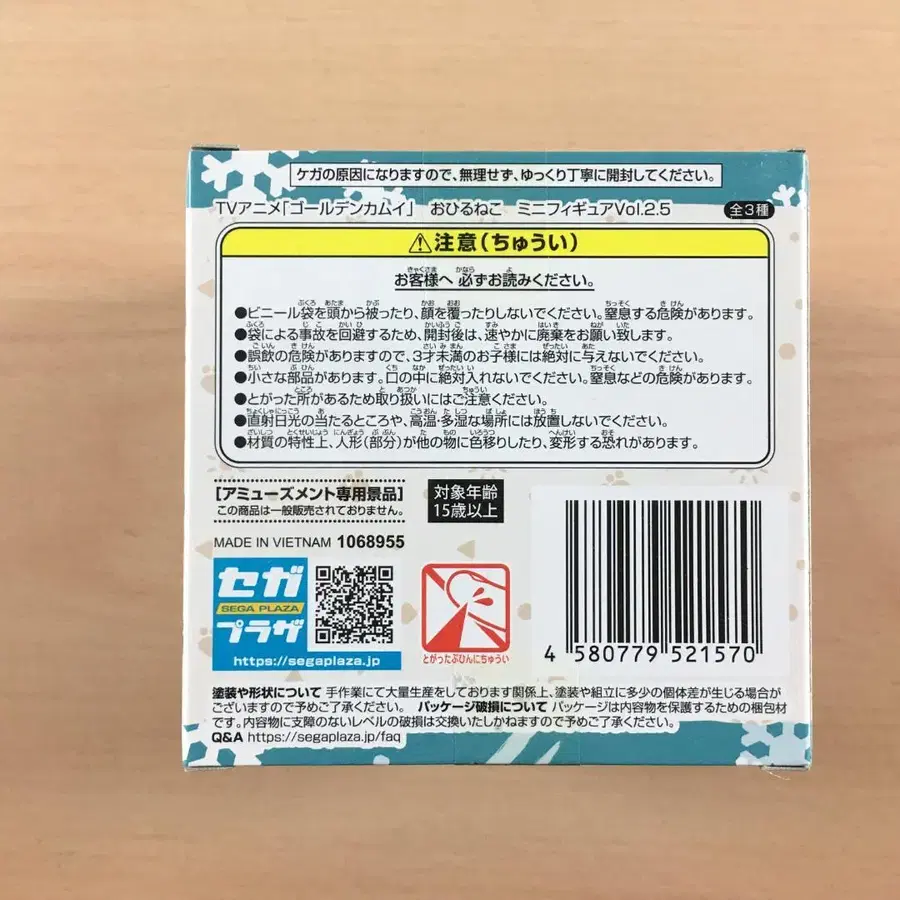 ケガの原因になりますので、無理せず、ゆっくり丁寧に開封してください。
TVアニメ「ゴールデンカムイ」 おひるねこ ミニフィギュアVol.2.5 全3種
⚠注意(ちゅうい)
お客様へ 必ずお読みください。
●ビニール袋を頭から被ったり、顔を覆ったりしないでください。窒息する危険があります。
●袋による事故を回避するため、開封後は、速やかに廃棄をお願い致します。
●誤飲の危険がありますので、3才未満のお子様には絶対に与えないでください。
●小さな部品があります。口の中に絶対入れないでください。窒息などの危険があります。
●とがった所があるため取り扱いにはご注意ください。
●直射日光の当たるところや、高温・多湿な場所には放置しないでください。
●材質の特性上、人形(部分)が他の物に色移りしたり、変形する恐れがあります。
[アミューズメント専用景品]
この商品は一般販売されておりません。
対象年齢
15歳以上
MADE IN VIETNAM 1068955
セガ
SEGA PLAZA
プラザ
https://segaplaza.jp
とがったぶひんにちゅうい
4 580779 521570
塗装や形状について 手作業にて大量生産をしております関係上、塗装や組立に多少の個体差が生じる場合が
ございますので予めご了承ください。 パッケージ破損について パッケージは内容物を保護するための梱包材
です。内容物に支障のないレベルの破損は交換いたしかねますので予めご了承ください。
Q&A https://segaplaza.jp/faq